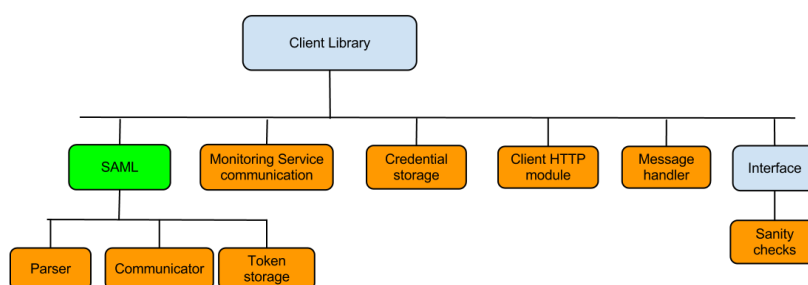 Client Library
SAML
Monitoring Service
communication
Credential
storage
Client HTTP
module
Message
handler
Interface
Parser
Communicator
Token
storage
Sanity
checks